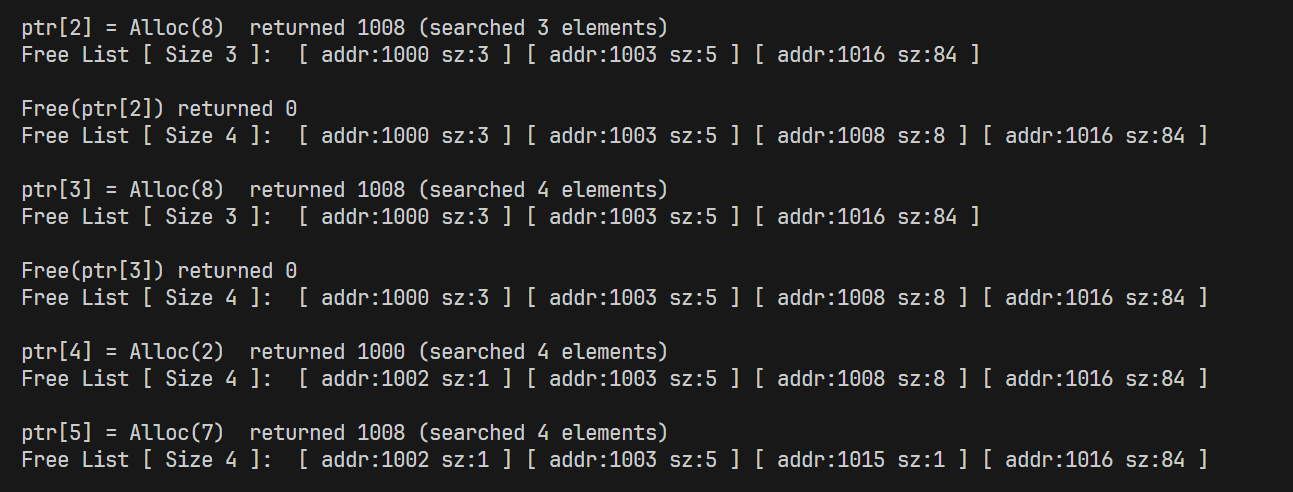 ptr[2] = Alloc(8)  returned 1008 (searched 3 elements)
Free List [ Size 3 ]:  [ addr:1000 sz:3 ] [ addr:1003 sz:5 ] [ addr:1016 sz:84 ]

Free(ptr[2]) returned 0
Free List [ Size 4 ]:  [ addr:1000 sz:3 ] [ addr:1003 sz:5 ] [ addr:1008 sz:8 ] [ addr:1016 sz:84 ]

ptr[3] = Alloc(8)  returned 1008 (searched 4 elements)
Free List [ Size 3 ]:  [ addr:1000 sz:3 ] [ addr:1003 sz:5 ] [ addr:1016 sz:84 ]

Free(ptr[3]) returned 0
Free List [ Size 4 ]:  [ addr:1000 sz:3 ] [ addr:1003 sz:5 ] [ addr:1008 sz:8 ] [ addr:1016 sz:84 ]

ptr[4] = Alloc(2)  returned 1000 (searched 4 elements)
Free List [ Size 4 ]:  [ addr:1002 sz:1 ] [ addr:1003 sz:5 ] [ addr:1008 sz:8 ] [ addr:1016 sz:84 ]

ptr[5] = Alloc(7)  returned 1008 (searched 4 elements)
Free List [ Size 4 ]:  [ addr:1002 sz:1 ] [ addr:1003 sz:5 ] [ addr:1015 sz:1 ] [ addr:1016 sz:84 ]